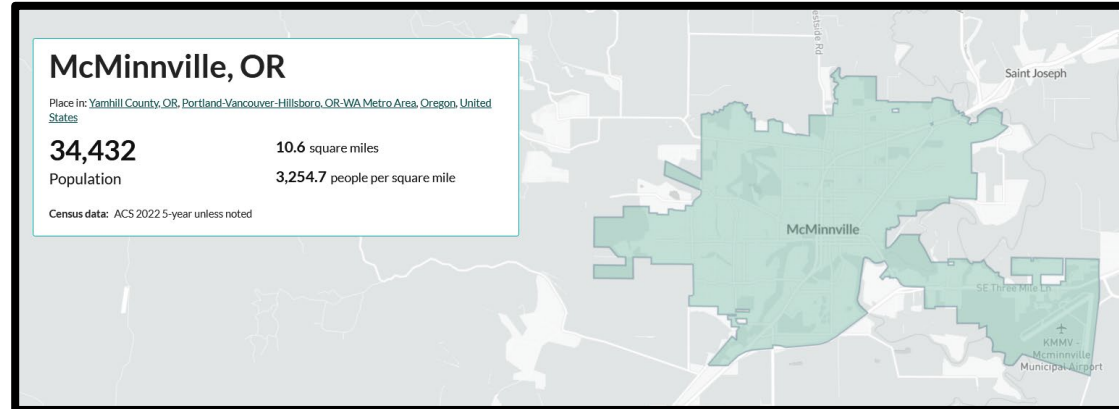 McMinnville, OR
Place in: Yamhill County, OR, Portland-Vancouver-Hillsboro, OR-WA Metro Area, Oregon, United
States
34,432
Population
10.6 square miles
3,254.7 people per square mile
Census data: ACS 2022 5-year unless noted
Saint Joseph
McMinnville
SE Three Mile Ln
KMMV -
Mcminnville
Municipal Airport